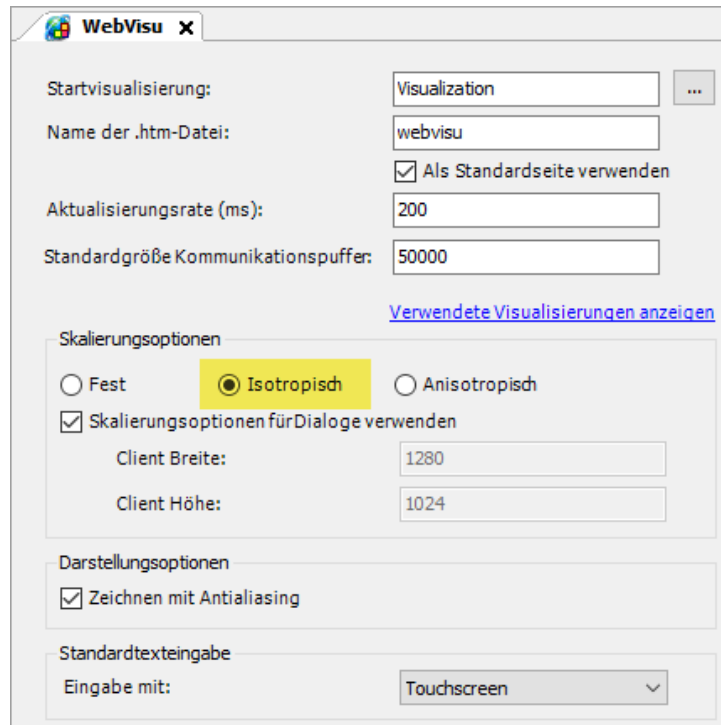 WebVisu
Startvisualisierung: Visualization ...
Name der .htm-Datei: webvisu
Als Standardseite verwenden
Aktualisierungsrate (ms): 200
Standardgröße Kommunikationspuffer: 50000
Verwendete Visualisierungen anzeigen
Skalierungsoptionen
Fest Isotropisch Anisotropisch
Skalierungsoptionen für Dialoge verwenden
Client Breite: 1280
Client Höhe: 1024
Darstellungsoptionen
Zeichnen mit Antialiasing
Standardtexteingabe
Eingabe mit: Touchscreen